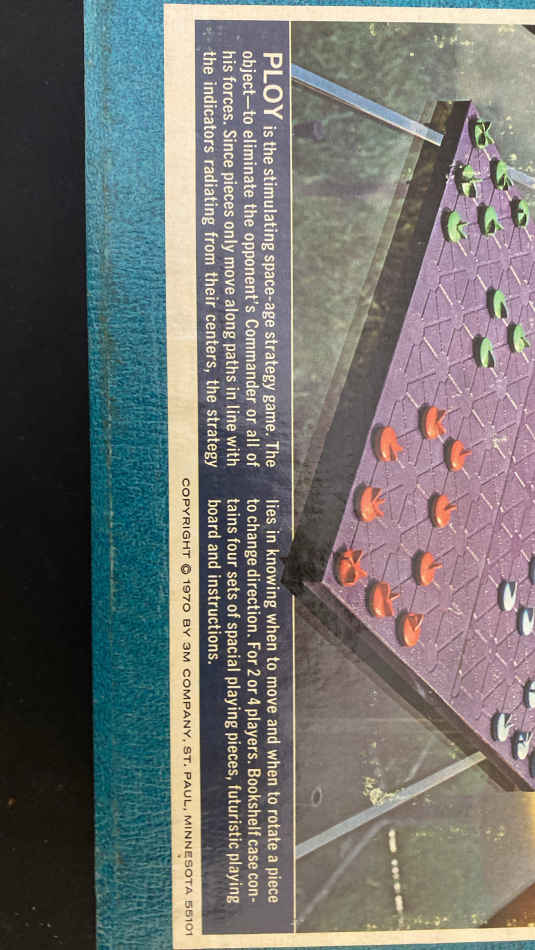 PLOY is the stimulating space-age strategy game. The
object—to eliminate the opponent's Commander or all of
his forces. Since pieces only move along paths in line with
the indicators radiating from their centers, the strategy
lies in knowing when to move and when to rotate a piece
to change direction. For 2 or 4 players. Bookshelf case con-
tains four sets of spacial playing pieces, futuristic playing
board and instructions.
COPYRIGHT © 1970 BY 3M COMPANY, ST. PAUL, MINNESOTA 55101